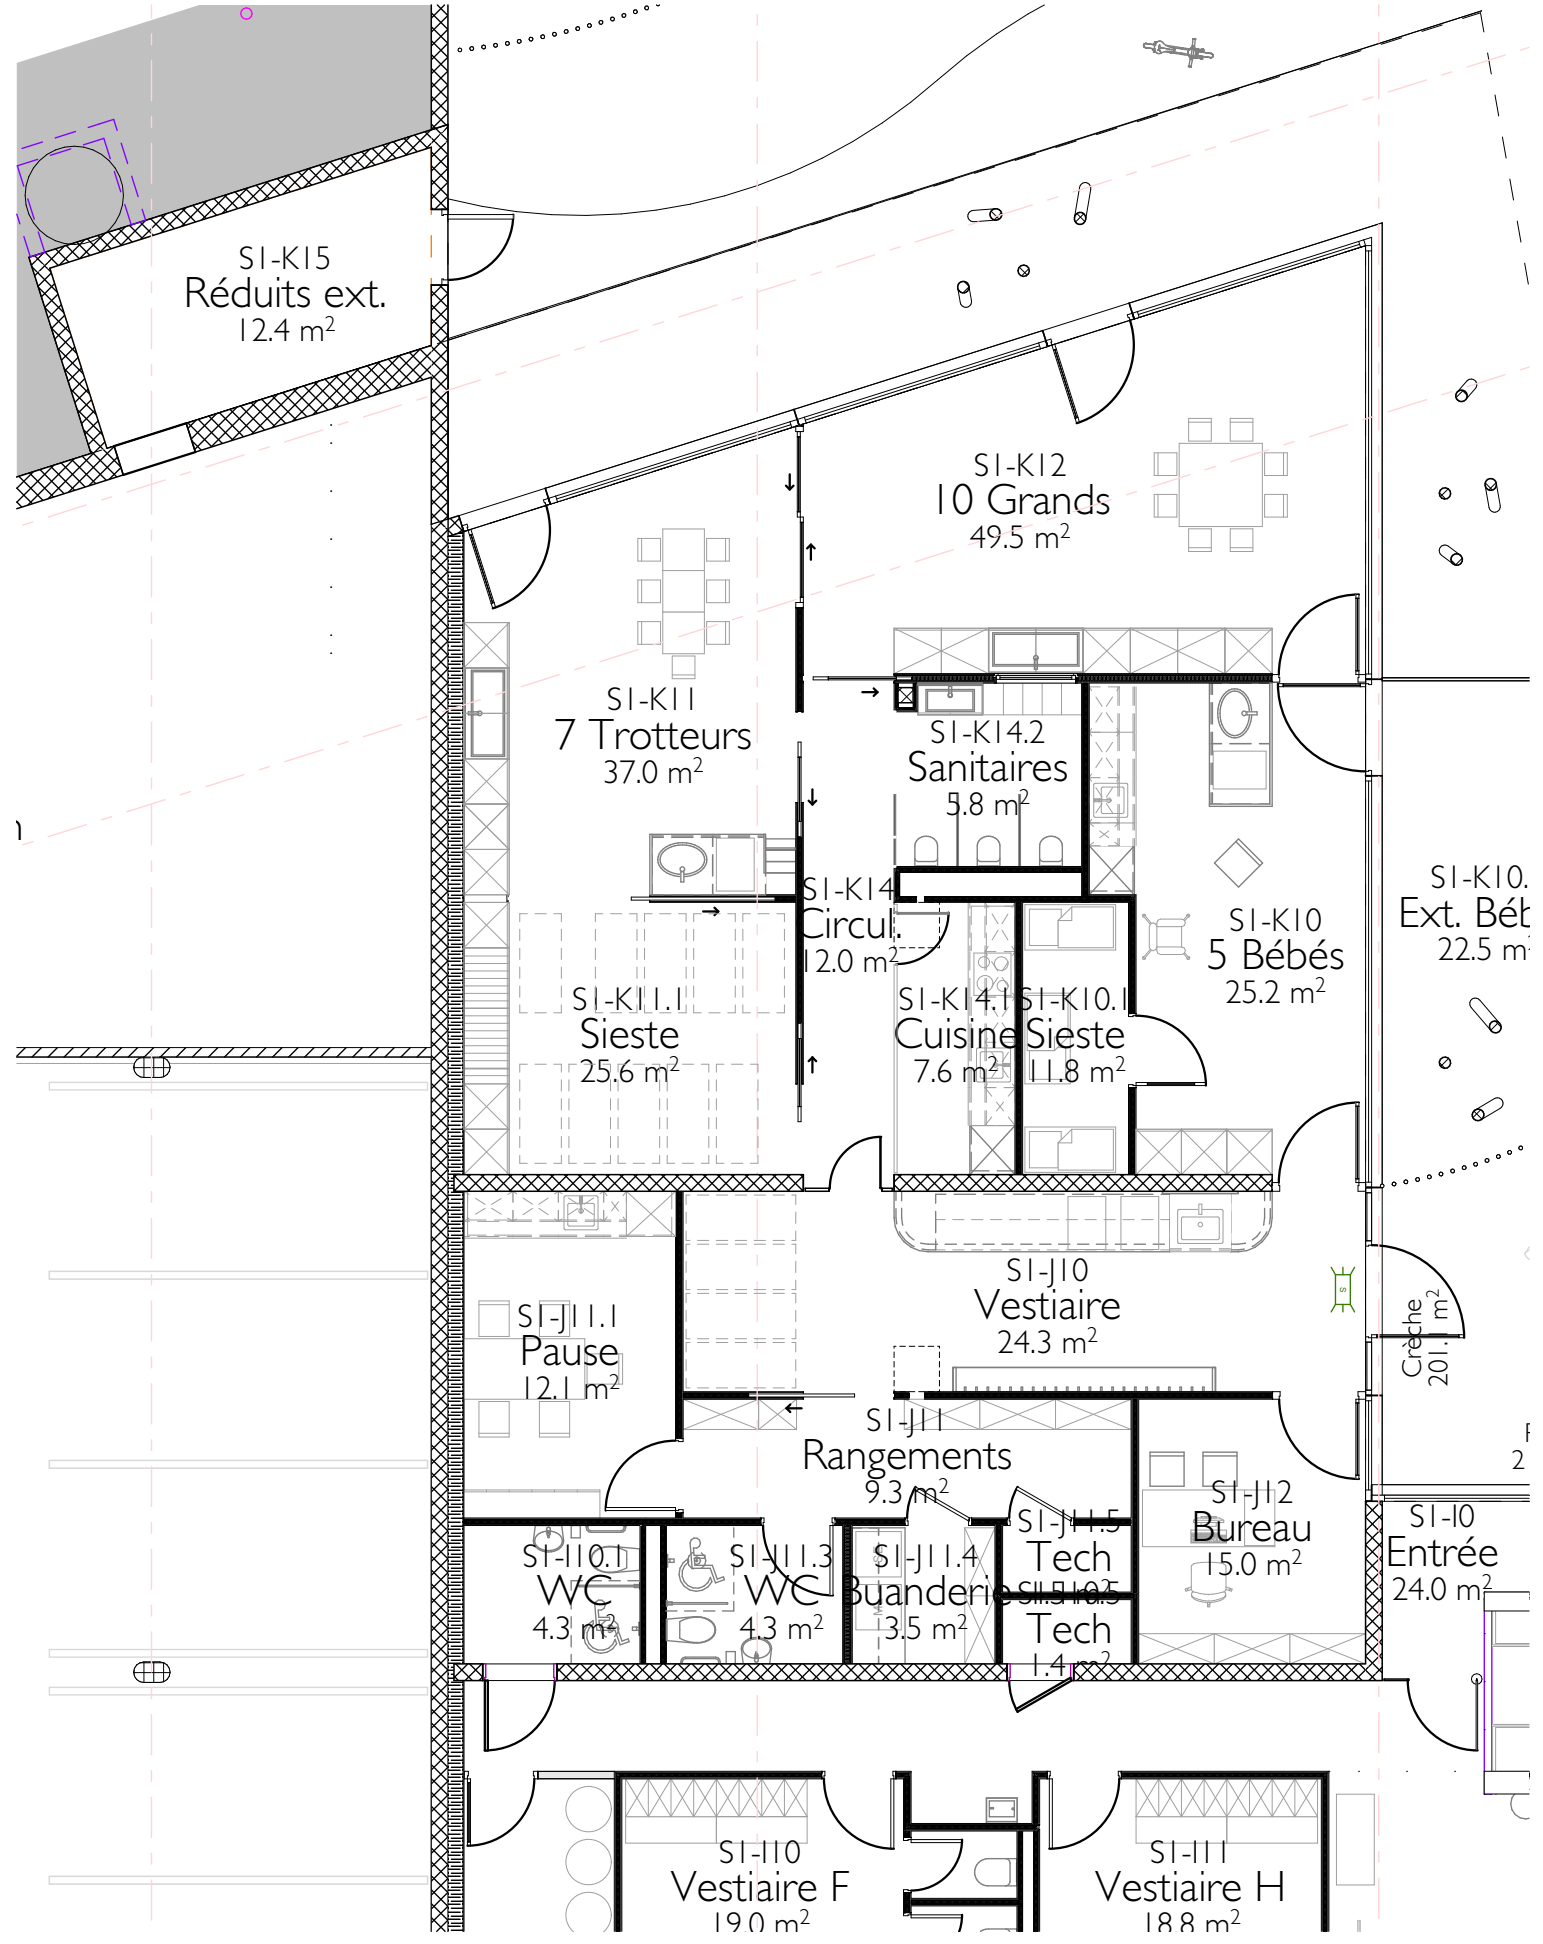 S1-K15
Réduits ext.
12.4 m²
S1-K12
10 Grands
49.5 m²
S1-K11
7 Trotteurs
37.0 m²
S1-K14.2
Sanitaires
5.8 m²
S1-K14
Circul.
12.0 m²
S1-K10
5 Bébés
25.2 m²
S1-K10.
Ext. Béb
22.5 m²
S1-K11.1
Sieste
25.6 m²
S1-K14.1
Cuisine
7.6 m²
S1-K10.1
Sieste
11.8 m²
S1-J10
Vestiaire
24.3 m²
S
Crèche
201.1 m²
S1-J11.1
Pause
12.1 m²
S1-J11
Rangements
9.3 m²
S1-J12
Bureau
15.0 m²
S1-I0
Entrée
24.0 m²
S1-I10.1
WC
4.3 m²
S1-J11.3
WC
4.3 m²
S1-J11.4
Buanderie
3.5 m²
S1-J11.5
Tech
Tech
1.4 m²
S1-I10
Vestiaire F
19.0 m²
S1-I11
Vestiaire H
18.8 m²